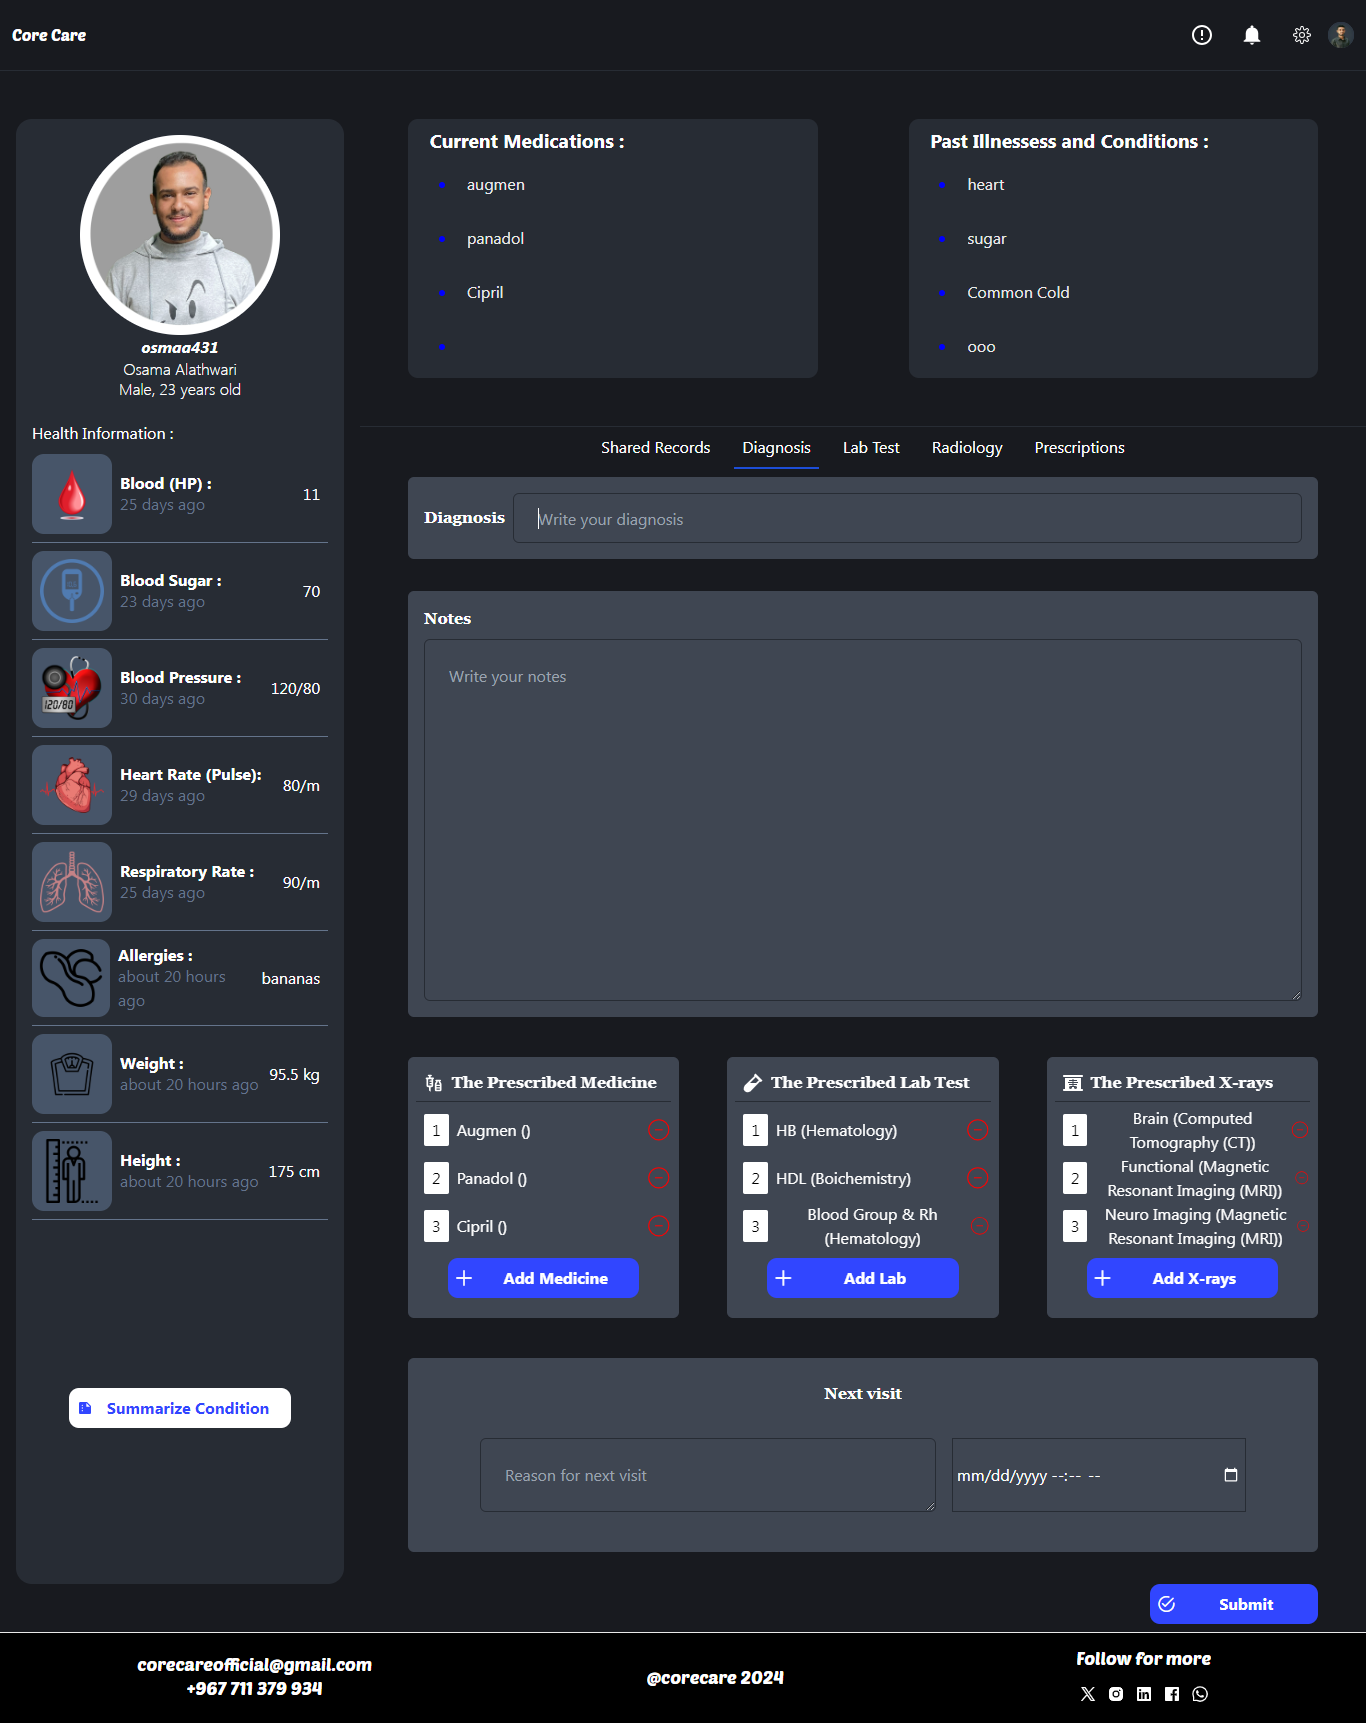 Core Care
osmaa431
Osama Alathwari
Male, 23 years old
Health Information :
Blood (HP) :
25 days ago
11
Blood Sugar :
23 days ago
70
120/80
Blood Pressure :
30 days ago
120/80
Heart Rate (Pulse):
29 days ago
80/m
Respiratory Rate :
25 days ago
90/m
Allergies :
about 20 hours
ago
bananas
Weight :
about 20 hours ago
95.5 kg
Height :
about 20 hours ago
175 cm
Summarize Condition
Current Medications :
augmen
panadol
Cipril
Past Illnessess and Conditions :
heart
sugar
Common Cold
ooo
Shared Records
Diagnosis
Lab Test
Radiology
Prescriptions
Diagnosis
Write your diagnosis
Notes
Write your notes
The Prescribed Medicine
1 Augmen ()
2 Panadol ()
3 Cipril ()
Add Medicine
The Prescribed Lab Test
1 HB (Hematology)
2 HDL (Boichemistry)
3 Blood Group & Rh
(Hematology)
Add Lab
The Prescribed X-rays
1 Brain (Computed
Tomography (CT))
2 Functional (Magnetic
Resonant Imaging (MRI))
3 Neuro Imaging (Magnetic
Resonant Imaging (MRI))
Add X-rays
Next visit
Reason for next visit
mm/dd/yyyy --:-- --
Submit
corecareofficial@gmail.com
+967 711 379 934
@corecare 2024
Follow for more